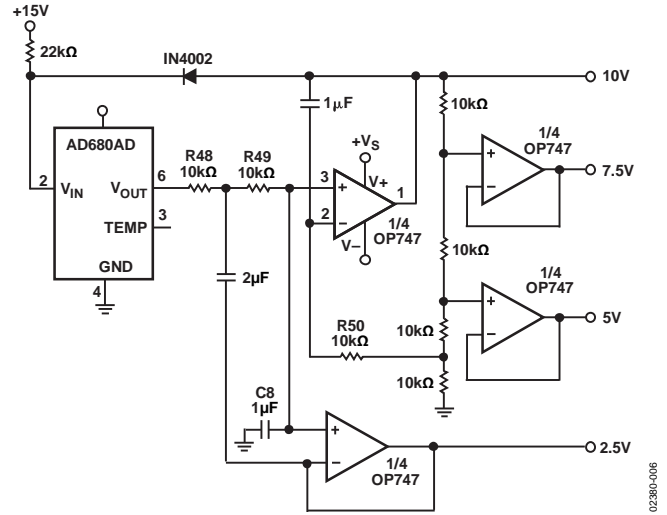 +15V
22kΩ
IN4002
10V
1µF
10kΩ
1/4
OP747
AD680AD
+VS
R48
10kΩ
R49
10kΩ
7.5V
2
VIN
VOUT
6
3
V+
1
2
TEMP
3
1/4
OP747
V–
10kΩ
1/4
OP747
GND
2µF
4
5V
R50
10kΩ
10kΩ
10kΩ
C8
1µF
2.5V
1/4
OP747
02380-006